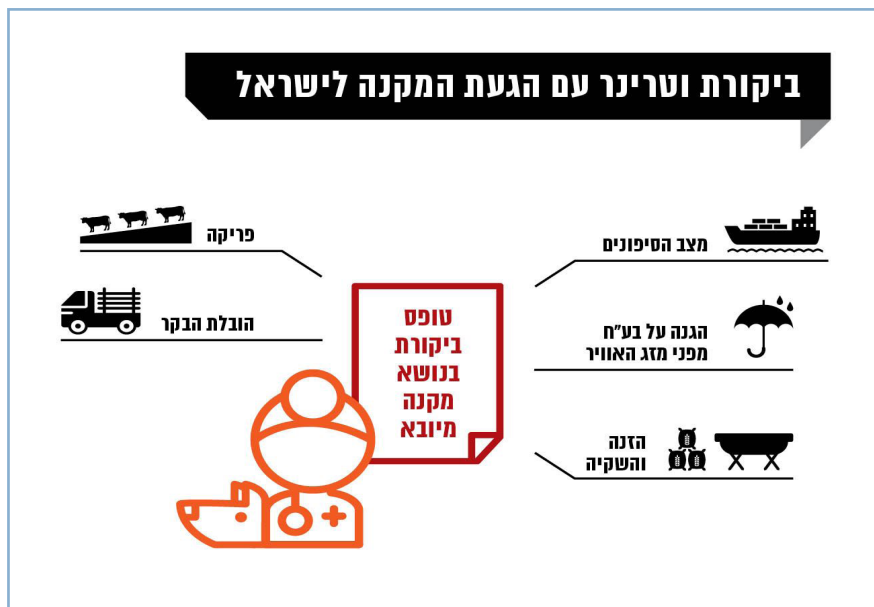 ביקורת וטרינר עם הגעת המקנה לישראל
מצב הסיפונים
הגנה על בע"ח
מפני מזג האוויר
הזנה
והשקיה
טופס
ביקורת
בנושא
מקנה
מיובא
פריקה
הובלת הבקר